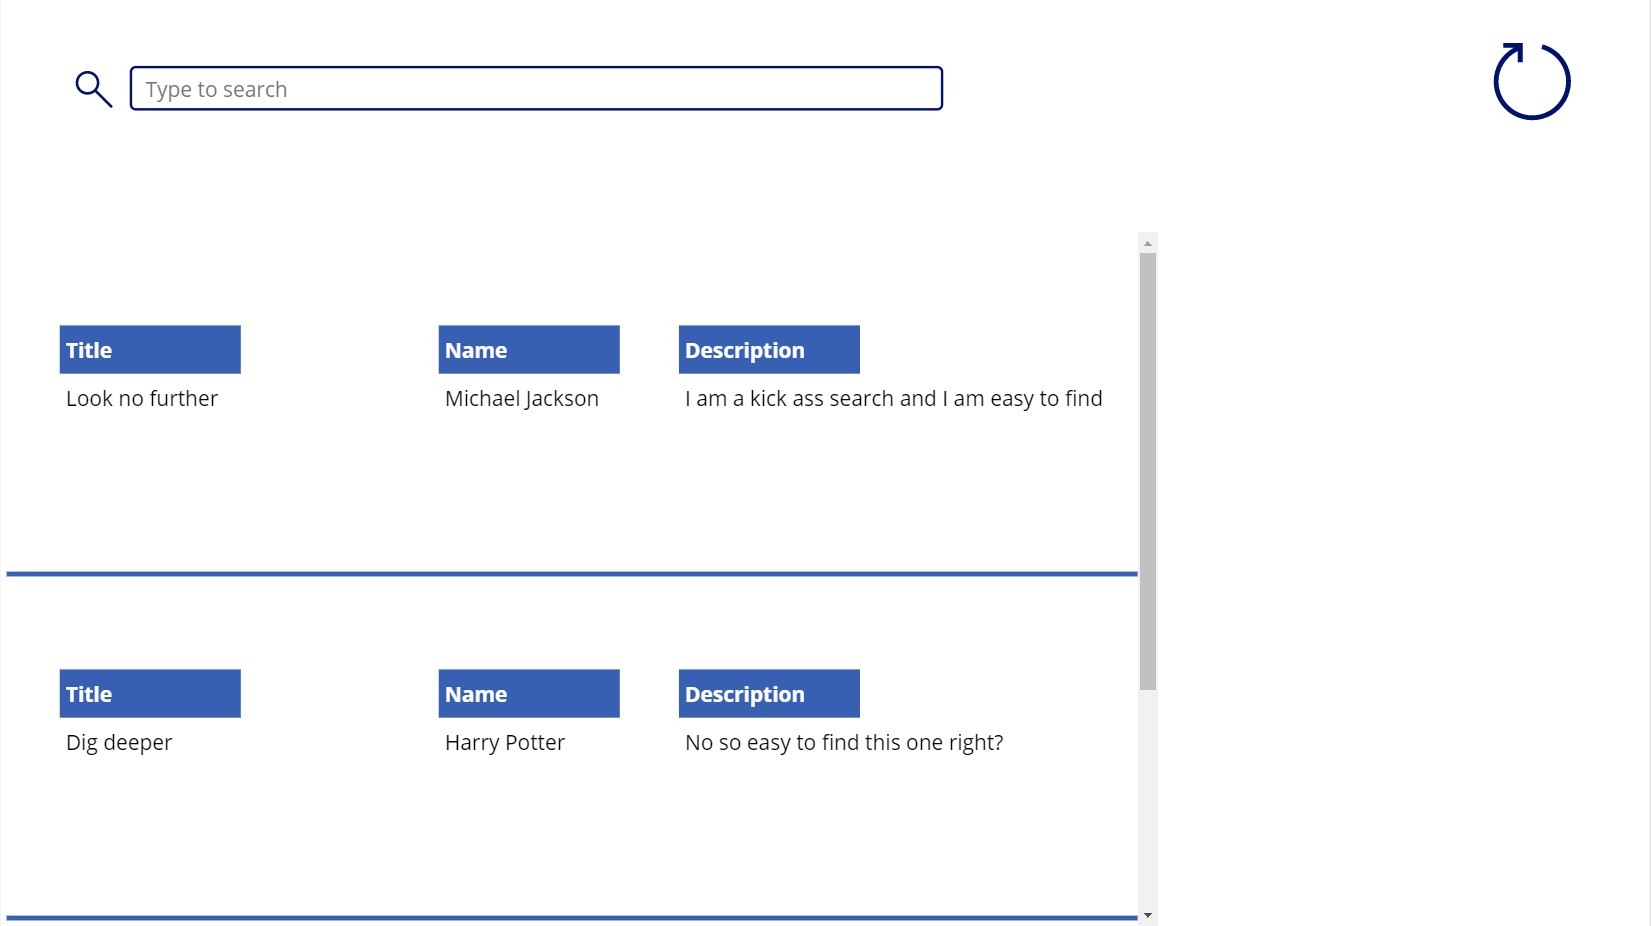 Type to search
Title Name Description
Look no further Michael Jackson I am a kick ass search and I am easy to find
Title Name Description
Dig deeper Harry Potter No so easy to find this one right?